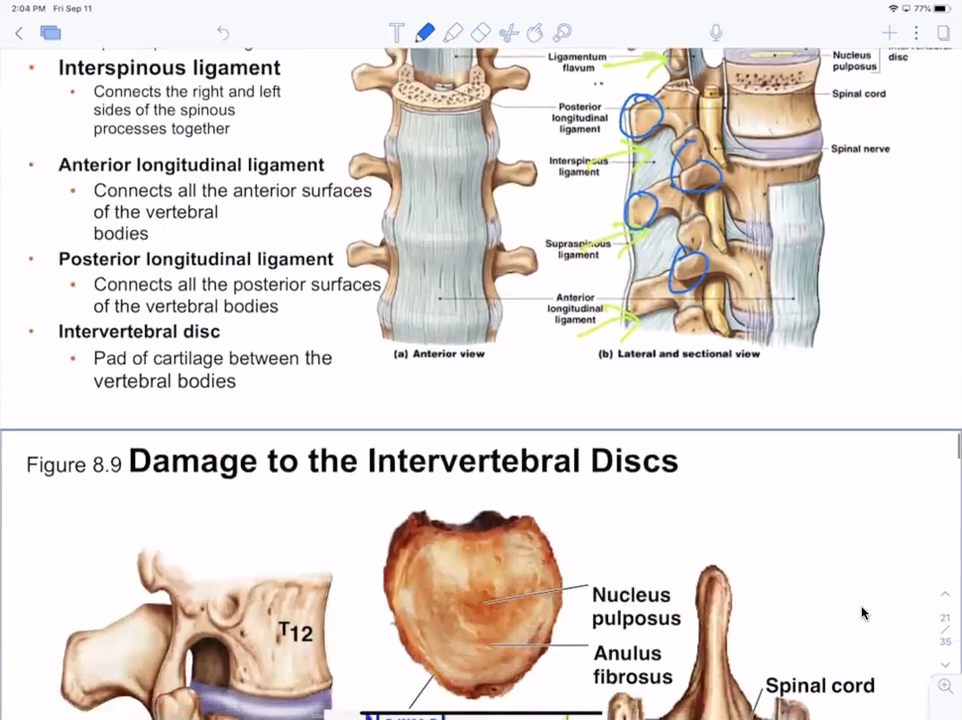 2:04 PM Fri Sep 11
77%
Interspinous ligament
Connects the right and left
sides of the spinous
processes together
Anterior longitudinal ligament
Connects all the anterior surfaces
of the vertebral
bodies
Posterior longitudinal ligament
Connects all the posterior surfaces
of the vertebral bodies
Intervertebral disc
Pad of cartilage between the
vertebral bodies
Ligamentum
flavum
Posterior
longitudinal
ligament
Interspinous
ligament
Supraspinous
ligament
Anterior
longitudinal
ligament
Nucleus
pulposus
disc
Spinal cord
Spinal nerve
(a) Anterior view
(b) Lateral and sectional view
Figure 8.9 Damage to the Intervertebral Discs
T12
Nucleus
pulposus
Anulus
fibrosus
Spinal cord
21
/
35